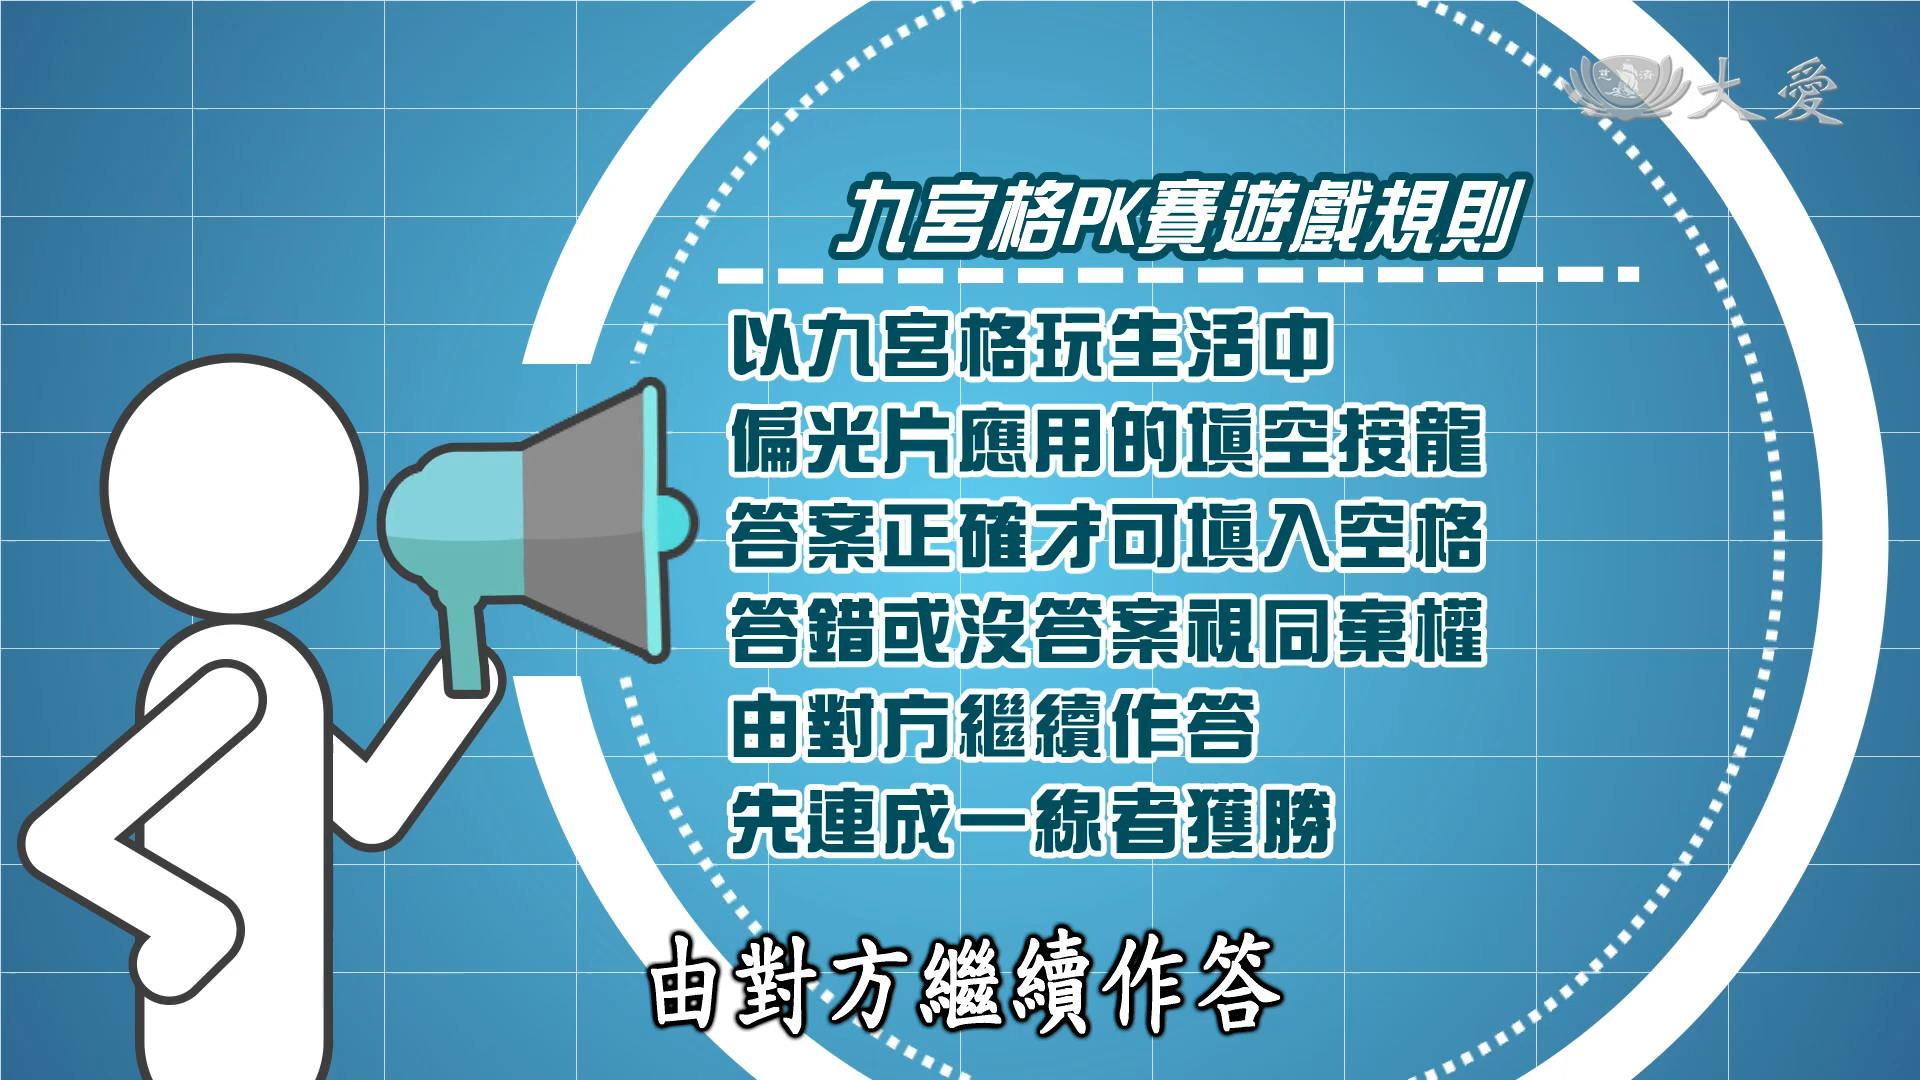 慈濟
大愛
九宮格PK賽遊戲規則
以九宮格玩生活中
偏光片應用的填空接龍
答案正確才可填入空格
答錯或沒答案視同棄權
由對方繼續作答
先連成一線者獲勝
由對方繼續作答